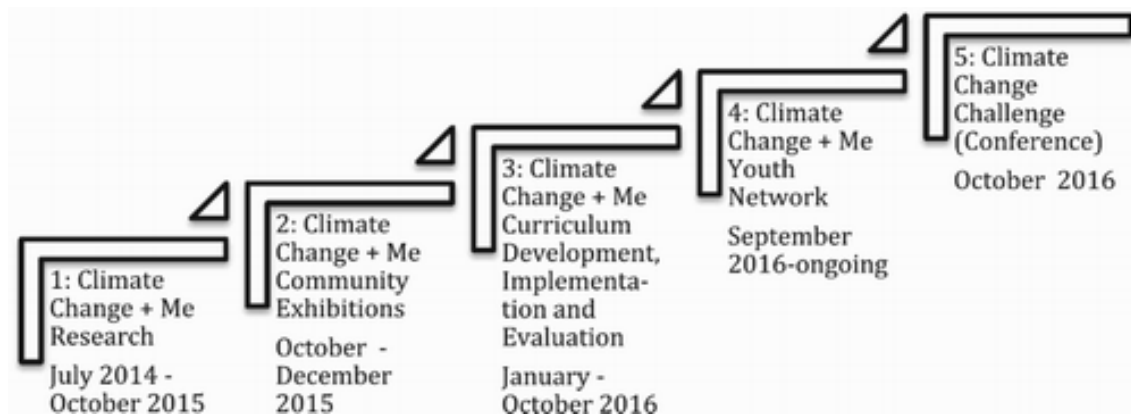 1: Climate
Change + Me
Research
July 2014 -
October 2015
2: Climate
Change + Me
Community
Exhibitions
October -
December
2015
3: Climate
Change + Me
Curriculum
Development,
Implementa-
tion and
Evaluation
January -
October 2016
4: Climate
Change + Me
Youth
Network
September
2016-ongoing
5: Climate
Change
Challenge
(Conference)
October 2016